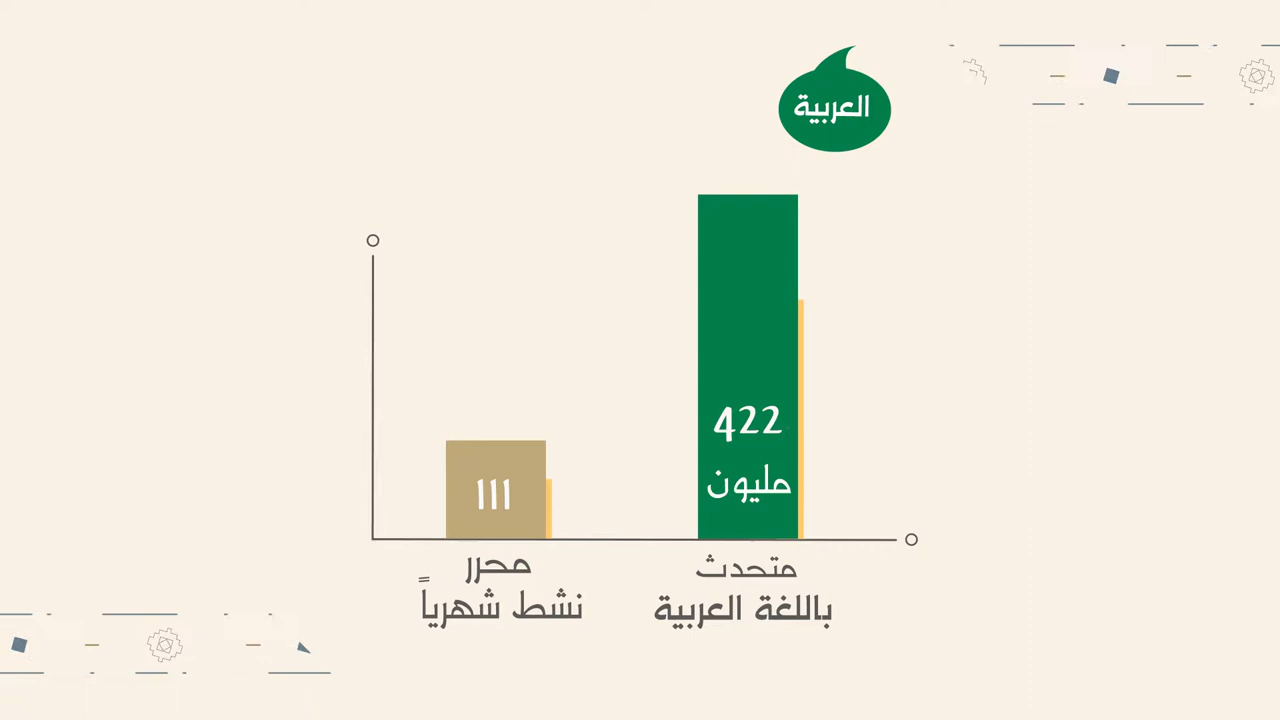 العربية
422
مليون
متحدث
باللغة العربية
111
محرر
نشط شهرياً